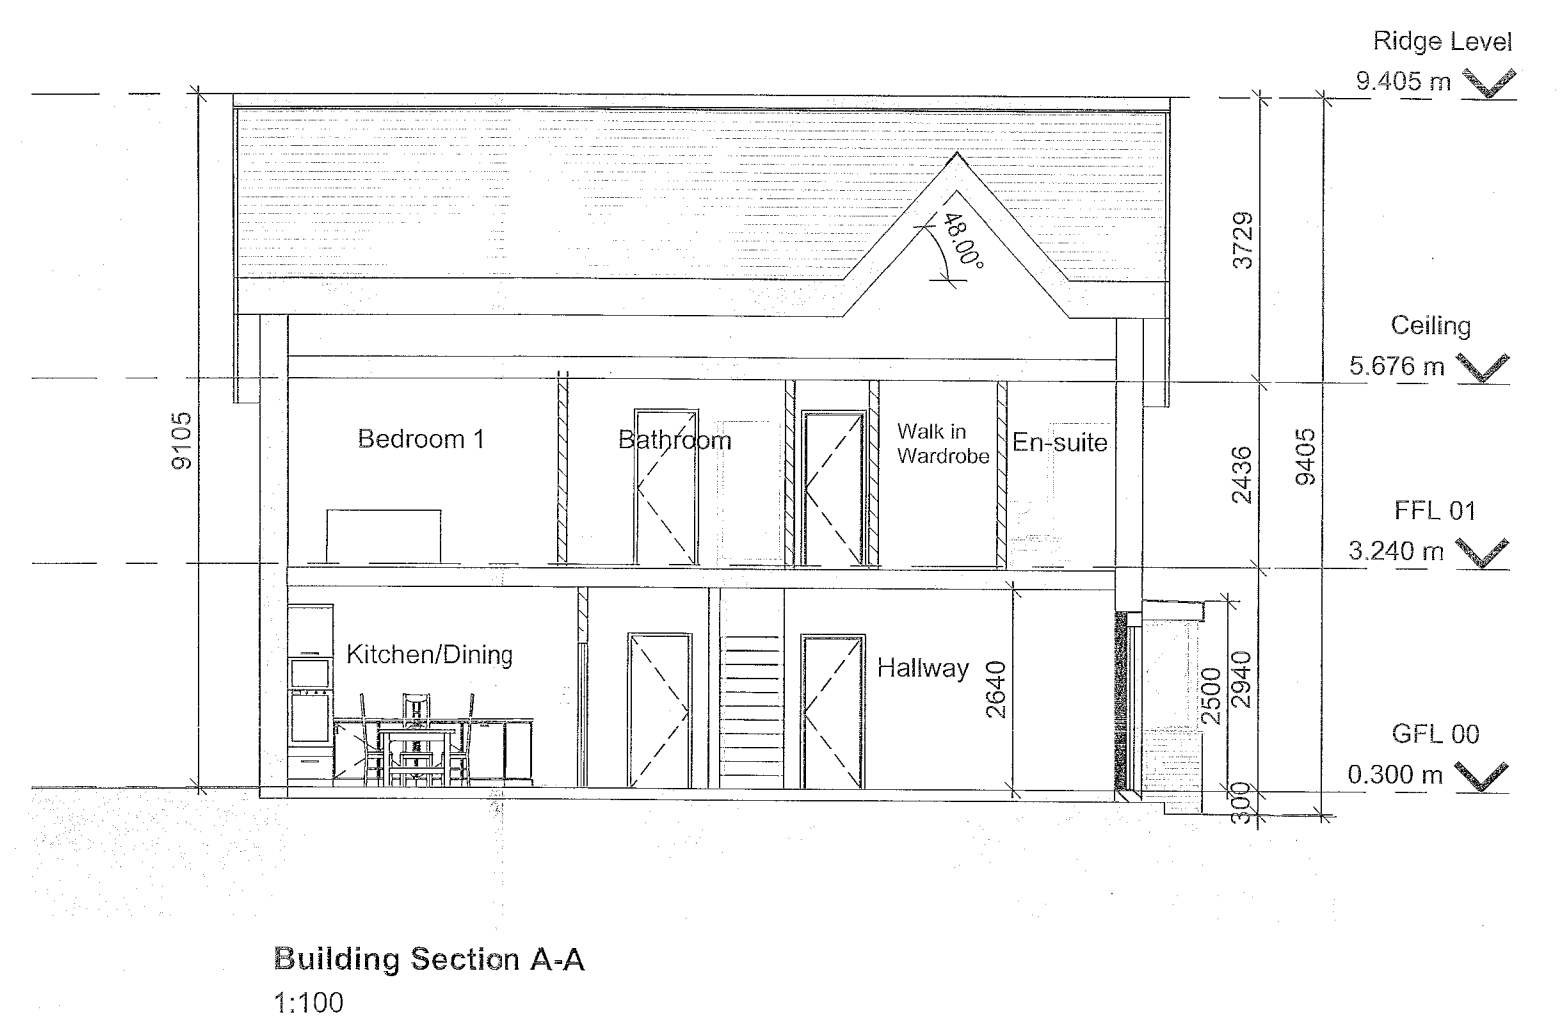 Ridge Level
9.405 m
3729
48.00°
Ceiling
5.676 m
9105
Bedroom 1
Bathroom
Walk in
Wardrobe
En-suite
2436
9405
FFL 01
3.240 m
Kitchen/Dining
Hallway
2640
2500
2940
GFL 00
0.300 m
300
Building Section A-A
1:100